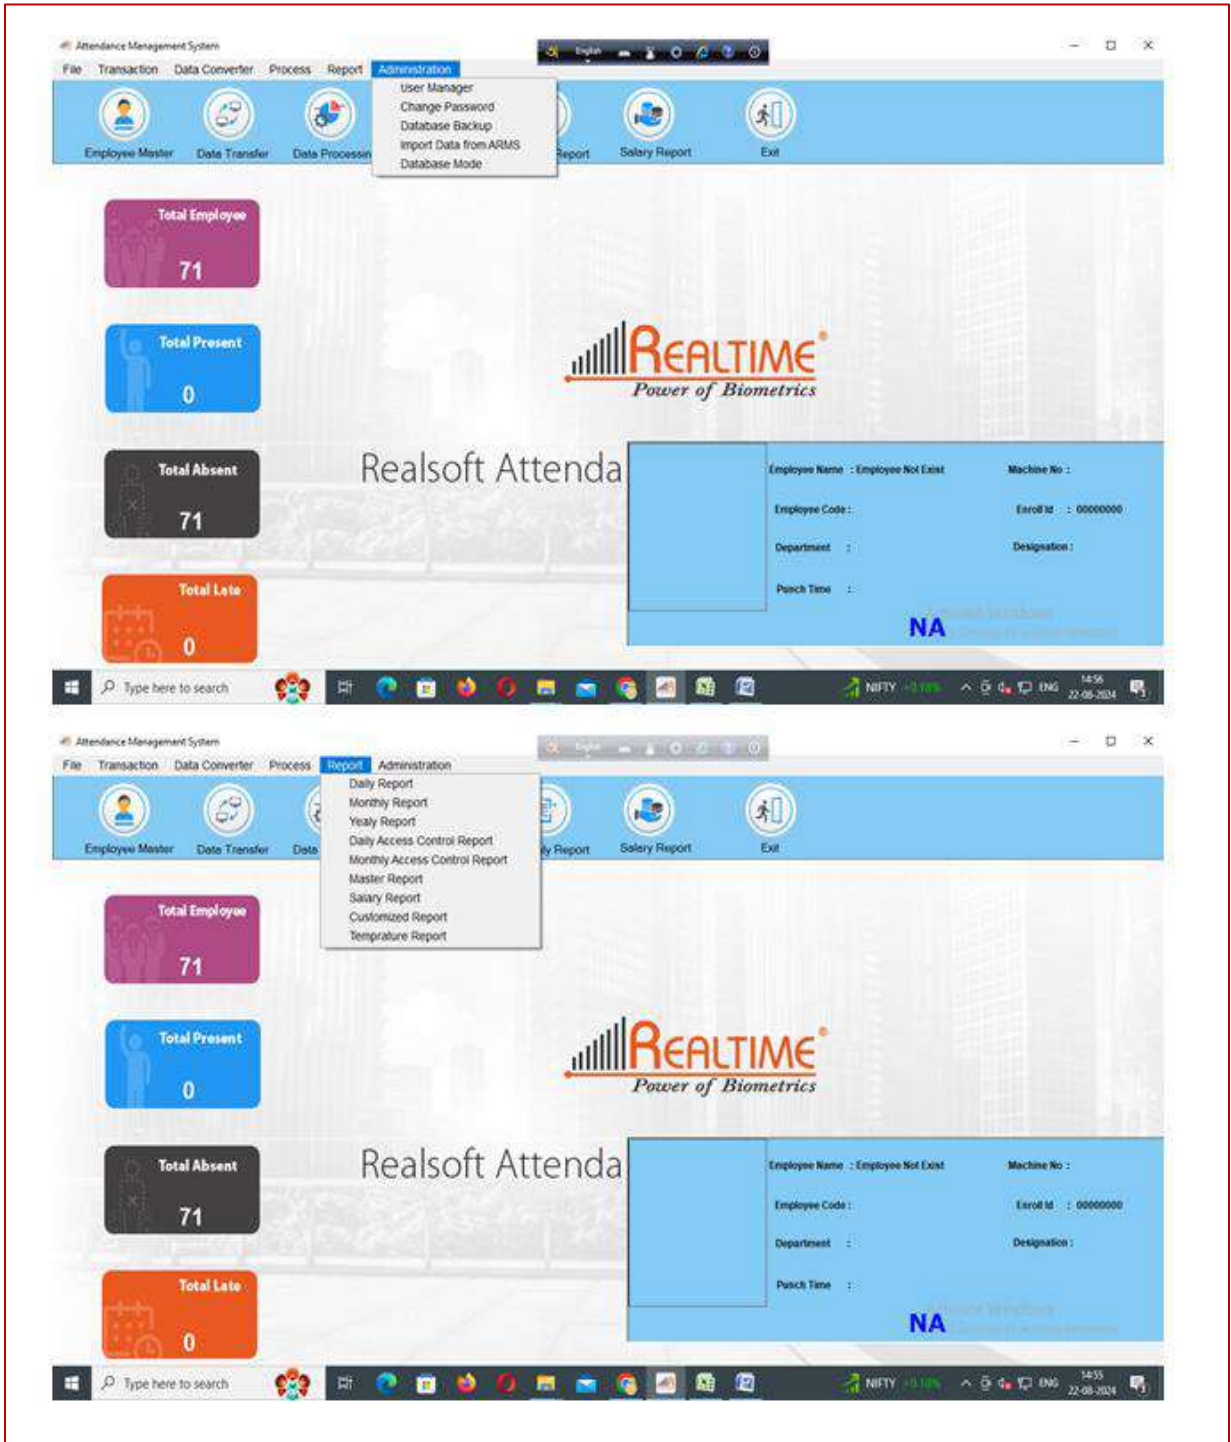 Attendance Management System
English
File Transaction Data Converter Process Report Administration
User Manager
Change Password
Database Backup
Import Data from ARMS
Database Mode
Employee Master Data Transfer Data Processin Report Salary Report Exit
Total Employee
71
Total Present
0
REALTIME®
Power of Biometrics
Total Absent
71
Realsoft Attenda
Employee Name : Employee Not Exist Machine No :
Employee Code : Enroll Id : 00000000
Department : Designation :
Punch Time :
NA
Total Late
0
Type here to search
NIFTY +0.18% ENG 14:56
22-08-2024
Attendance Management System
English
File Transaction Data Converter Process Report Administration
Daily Report
Monthly Report
Yealy Report
Daily Access Control Report
Monthly Access Control Report
Master Report
Salary Report
Customized Report
Temprature Report
Employee Master Data Transfer Data ly Report Salary Report Exit
Total Employee
71
Total Present
0
REALTIME®
Power of Biometrics
Total Absent
71
Realsoft Attenda
Employee Name : Employee Not Exist Machine No :
Employee Code : Enroll Id : 00000000
Department : Designation :
Punch Time :
NA
Total Late
0
Type here to search
NIFTY +0.18% ENG 14:55
22-08-2024